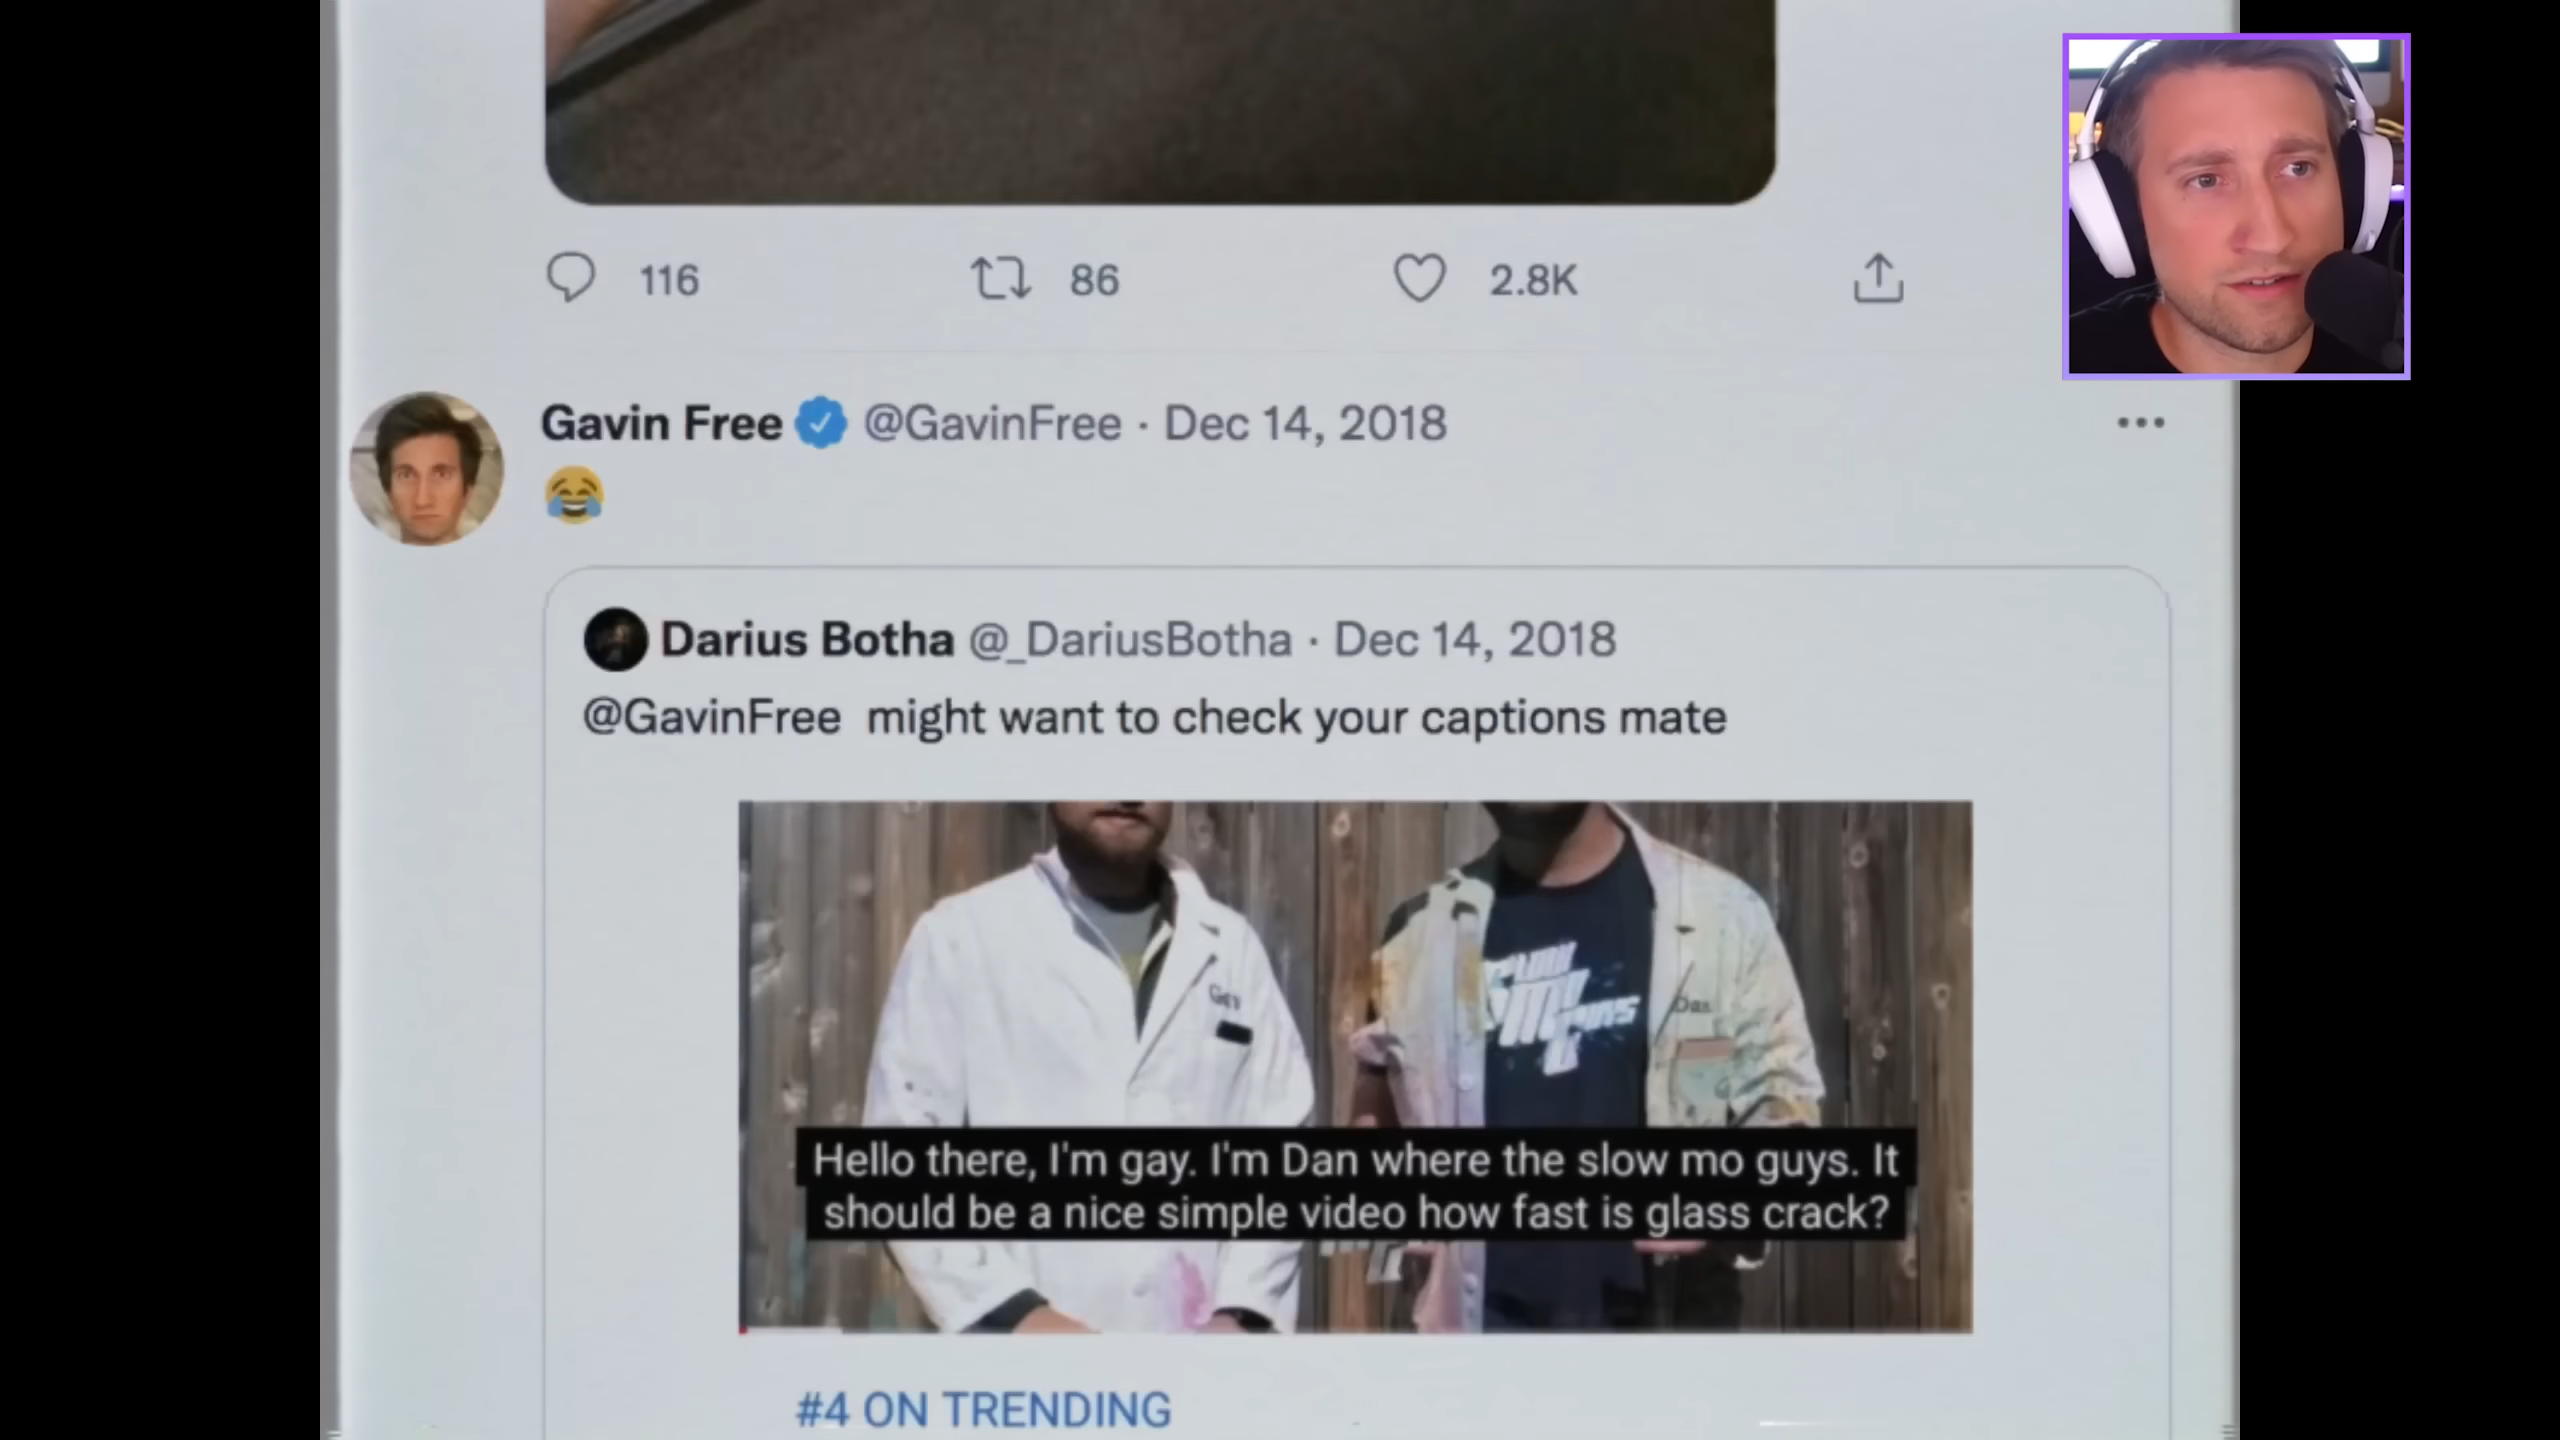 116 86 2.8K
Gavin Free @GavinFree · Dec 14, 2018
😂
Darius Botha @_DariusBotha · Dec 14, 2018
@GavinFree might want to check your captions mate
Gav
Dan
Hello there, I'm gay. I'm Dan where the slow mo guys. It
should be a nice simple video how fast is glass crack?
#4 ON TRENDING